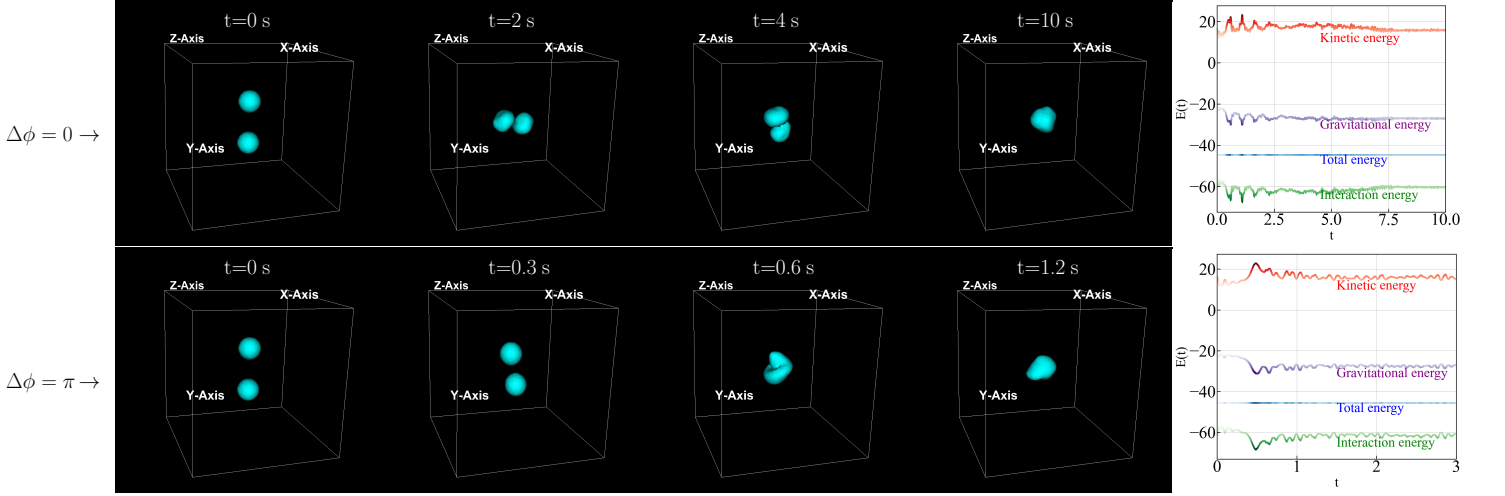 t=0 s
t=2 s
t=4 s
t=10 s
Z-Axis
X-Axis
Y-Axis
Z-Axis
X-Axis
Y-Axis
Z-Axis
X-Axis
Y-Axis
Z-Axis
X-Axis
Y-Axis
Δϕ = 0 →
20
0
−20
−40
−60
E(t)
Kinetic energy
Gravitational energy
Total energy
Interaction energy
0.0 2.5 5.0 7.5 10.0
t
t=0 s
t=0.3 s
t=0.6 s
t=1.2 s
Z-Axis
X-Axis
Y-Axis
Z-Axis
X-Axis
Y-Axis
Z-Axis
X-Axis
Y-Axis
Z-Axis
X-Axis
Y-Axis
Δϕ = π →
20
0
−20
−40
−60
E(t)
Kinetic energy
Gravitational energy
Total energy
Interaction energy
0 1 2 3
t